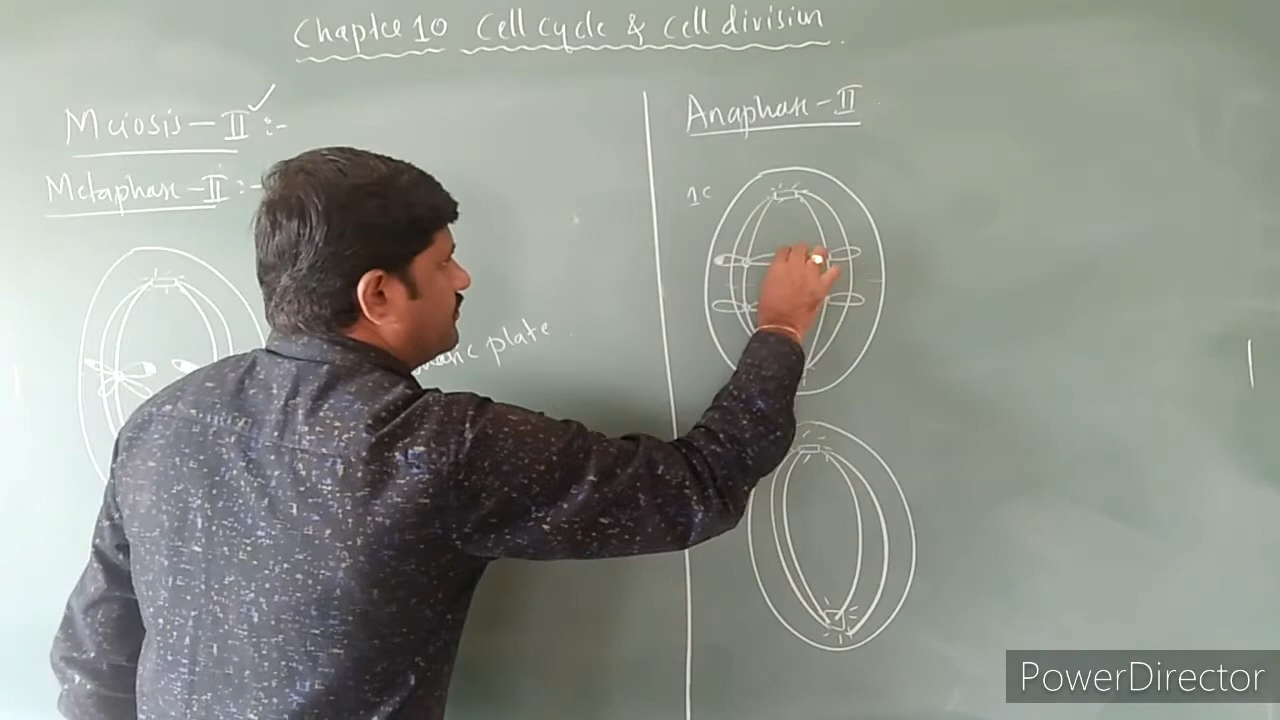 Chapter 10 Cell cycle & cell division.
Meiosis - II :-
Metaphase - II :-
plate
Anaphase - II
1c
PowerDirector